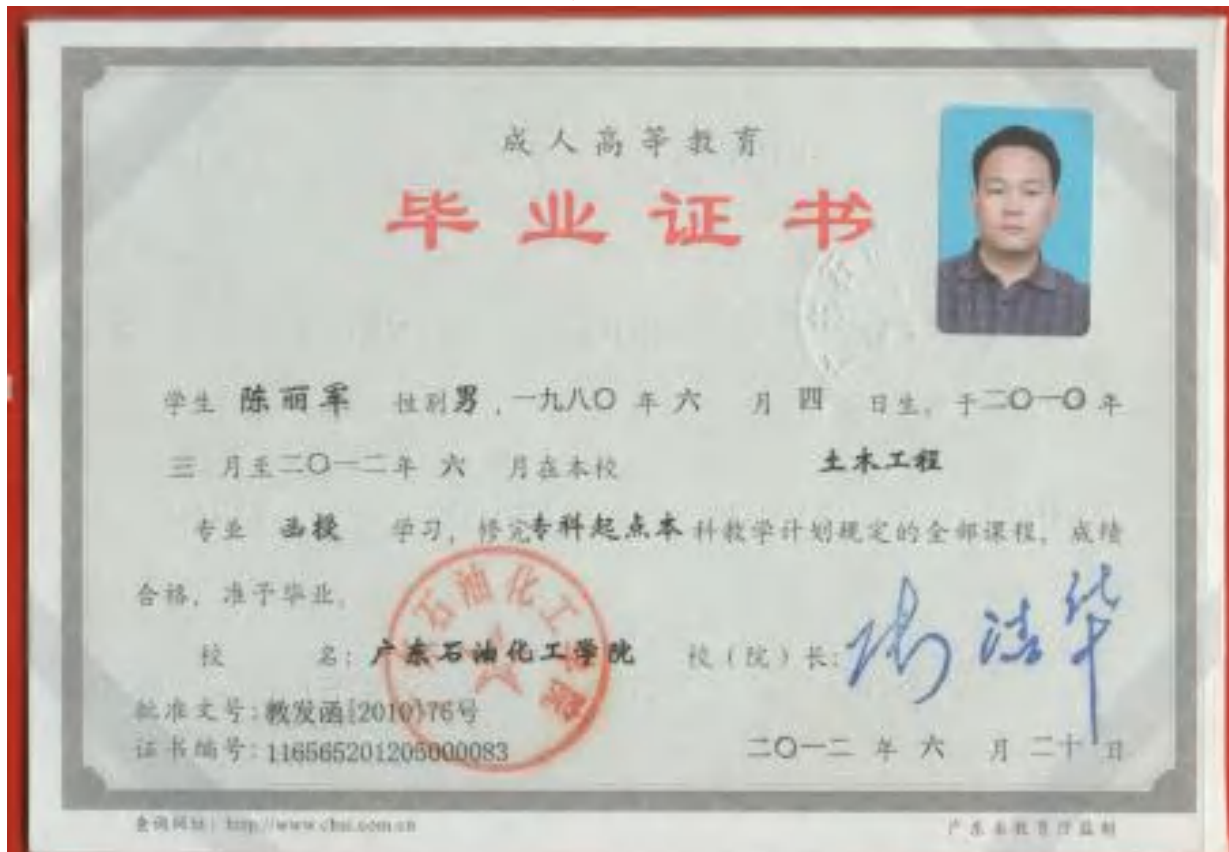 成人高等教育
毕业证书
学生 陈丽军 性别 男，一九八〇 年 六 月 四 日生，于二〇一〇 年
三 月至二〇一二年 六 月在本校 土木工程
专业 函授 学习，修完专科起点本 科教学计划规定的全部课程，成绩
合格，准予毕业。
校 名：广东石油化工学院 校（院）长：
批准文号：教发函[2010]76号
证书编号：116565201205000083
二〇一二 年 六 月 二十 日
查询网址：http://www.chsi.com.cn
广东省教育厅监制
石油化工学院